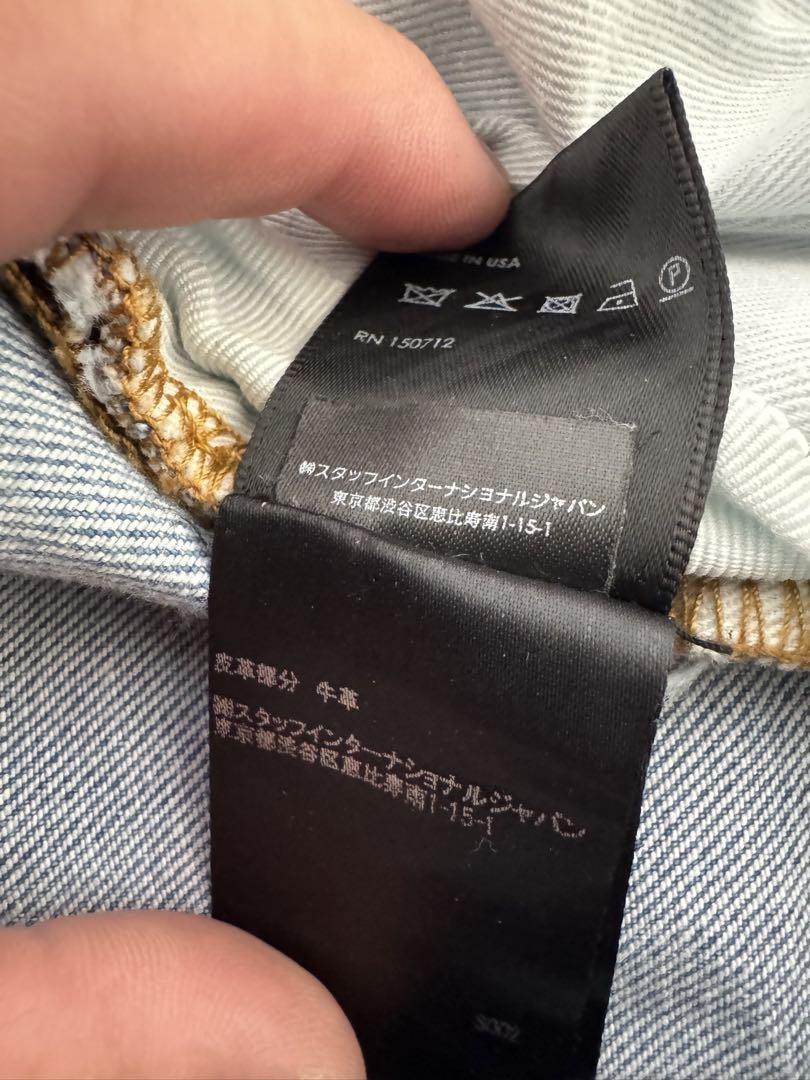 IN USA
RN 150712
㈱スタッフインターナショナルジャパン
東京都渋谷区恵比寿南1-15-1
皮革部分 牛革
㈱スタッフインターナショナルジャパン
東京都渋谷区恵比寿南1-15-1